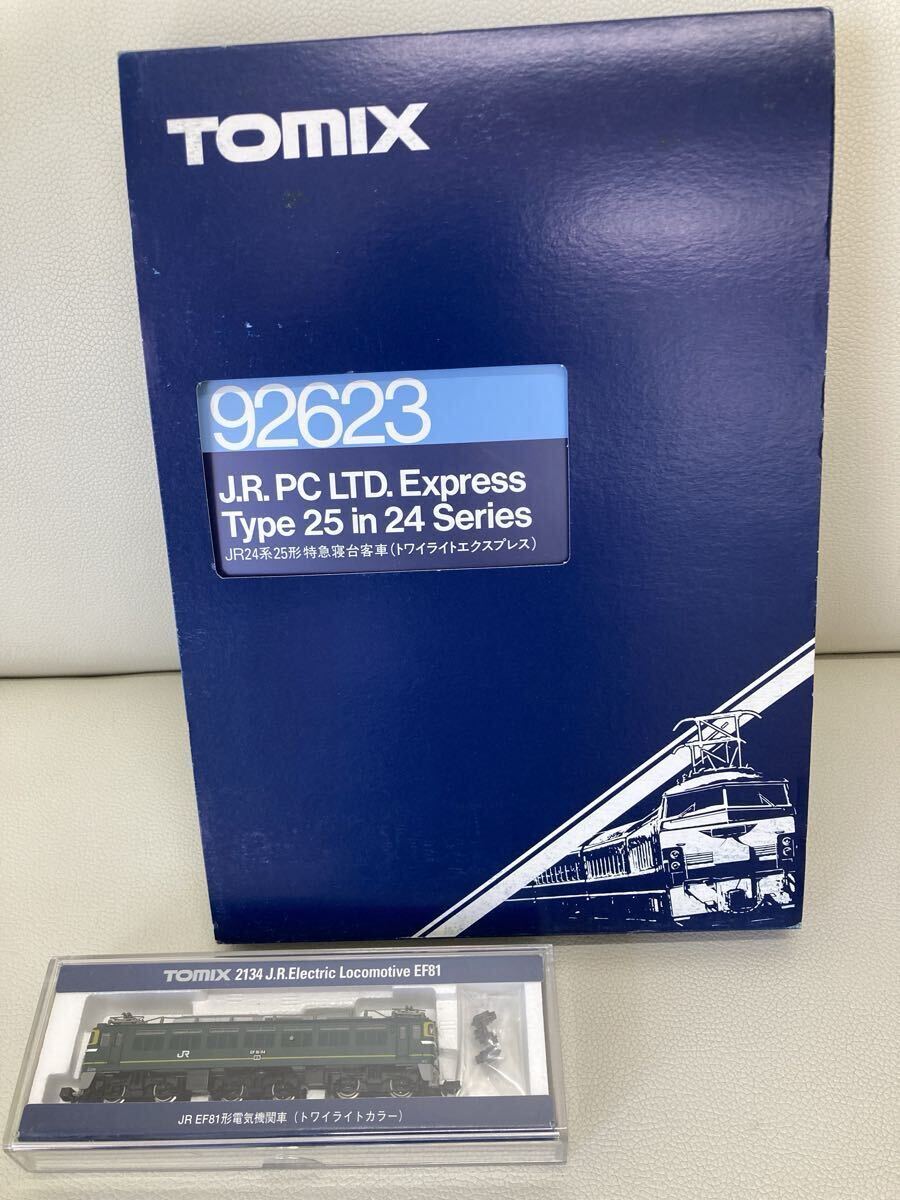 TOMIX
92623
J.R. PC LTD. Express
Type 25 in 24 Series
JR24系25形特急寝台客車(トワイライトエクスプレス)
TOMIX 2134 J.R.Electric Locomotive EF81
JR
JR EF81形電気機関車 (トワイライトカラー)